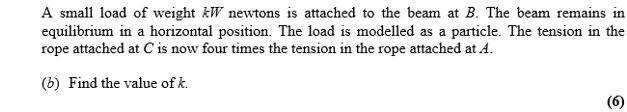 A small load of weight kW newtons is attached to the beam at B. The beam remains in
equilibrium in a horizontal position. The load is modelled as a particle. The tension in the
rope attached at C is now four times the tension in the rope attached at A.
(b) Find the value of k.
(6)